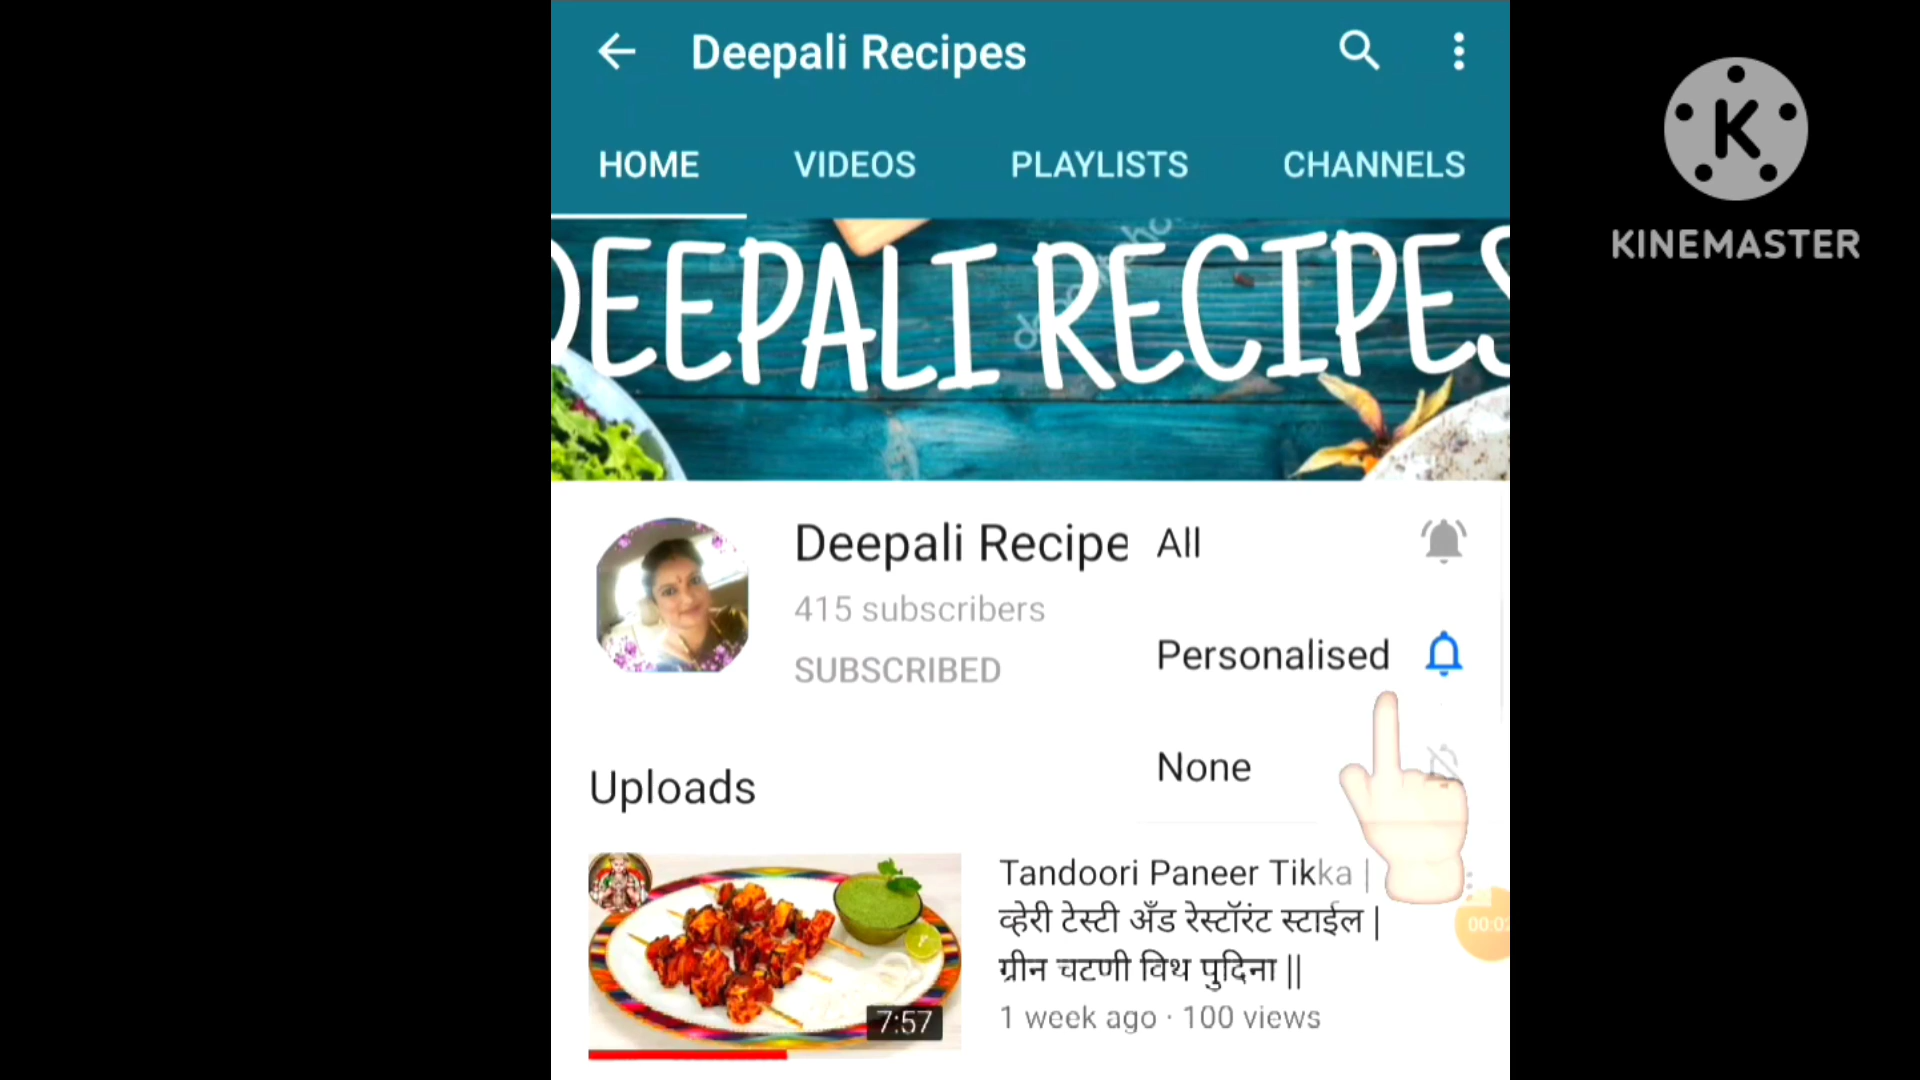 Deepali Recipes
HOME
VIDEOS
PLAYLISTS
CHANNELS
KINEMASTER
DEEPALI RECIPES
Deepali Recipe
All
415 subscribers
SUBSCRIBED
Personalised
None
Uploads
Tandoori Paneer Tikka |
व्हेरी टेस्टी अँड रेस्टॉरंट स्टाईल |
ग्रीन चटणी विथ पुदिना ||
1 week ago · 100 views
7:57